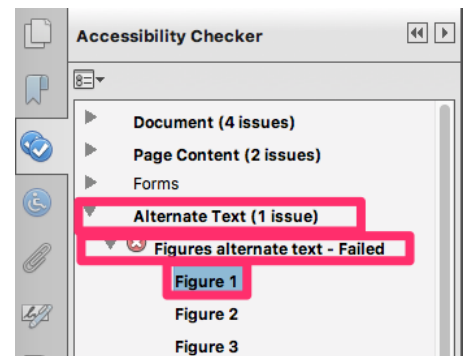 Accessibility Checker
Document (4 issues)
Page Content (2 issues)
Forms
Alternate Text (1 issue)
Figures alternate text - Failed
Figure 1
Figure 2
Figure 3